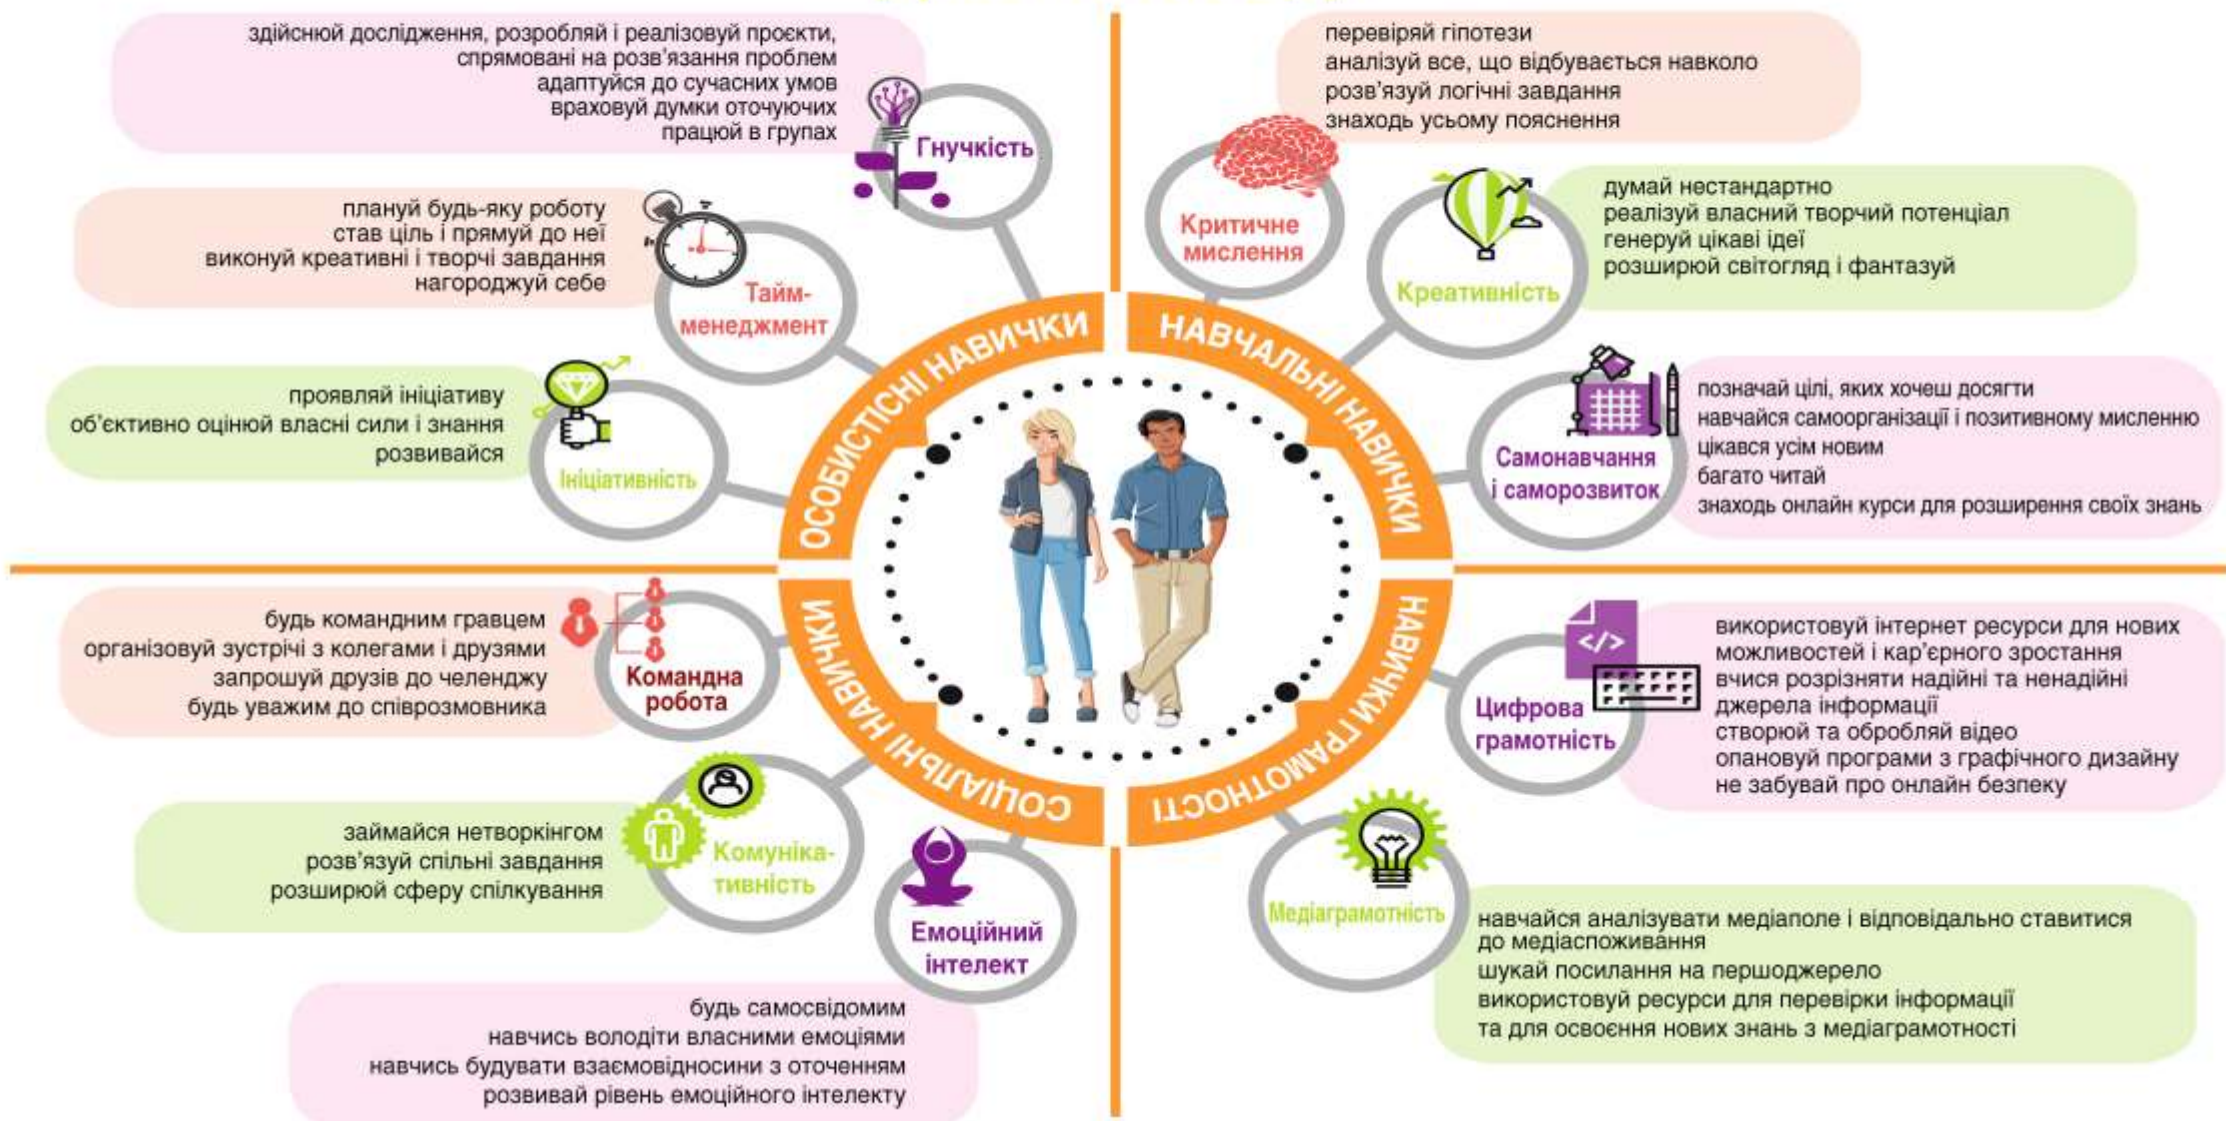 здійснюй дослідження, розробляй і реалізовуй проєкти,
спрямовані на розв'язання проблем
адаптуйся до сучасних умов
враховуй думки оточуючих
працюй в групах
Гнучкість
плануй будь-яку роботу
став ціль і прямуй до неї
виконуй креативні і творчі завдання
нагороджуй себе
Тайм-
менеджмент
проявляй ініціативу
об'єктивно оцінюй власні сили і знання
розвивайся
Ініціативність
ОСОБИСТІСНІ НАВИЧКИ
перевіряй гіпотези
аналізуй все, що відбувається навколо
розв'язуй логічні завдання
знаходь усьому пояснення
Критичне
мислення
думай нестандартно
реалізуй власний творчий потенціал
генеруй цікаві ідеї
розширюй світогляд і фантазуй
Креативність
позначай цілі, яких хочеш досягти
навчайся самоорганізації і позитивному мисленню
цікався усім новим
багато читай
знаходь онлайн курси для розширення своїх знань
Самонавчання
і саморозвиток
НАВЧАЛЬНІ НАВИЧКИ
будь командним гравцем
організовуй зустрічі з колегами і друзями
запрошуй друзів до челенджу
будь уважим до співрозмовника
Командна
робота
займайся нетворкінгом
розв'язуй спільні завдання
розширюй сферу спілкування
Комуніка-
тивність
Емоційний
інтелект
будь самосвідомим
навчись володіти власними емоціями
навчись будувати взаємовідносини з оточенням
розвивай рівень емоційного інтелекту
СОЦІАЛЬНІ НАВИЧКИ
</>
використовуй інтернет ресурси для нових
можливостей і кар'єрного зростання
вчися розрізняти надійні та ненадійні
джерела інформації
створюй та обробляй відео
опановуй програми з графічного дизайну
не забувай про онлайн безпеку
Цифрова
грамотність
Медіаграмотність
навчайся аналізувати медіаполе і відповідально ставитися
до медіаспоживання
шукай посилання на першоджерело
використовуй ресурси для перевірки інформації
та для освоєння нових знань з медіаграмотності
НАВИЧКИ ГРАМОТНОСТІ